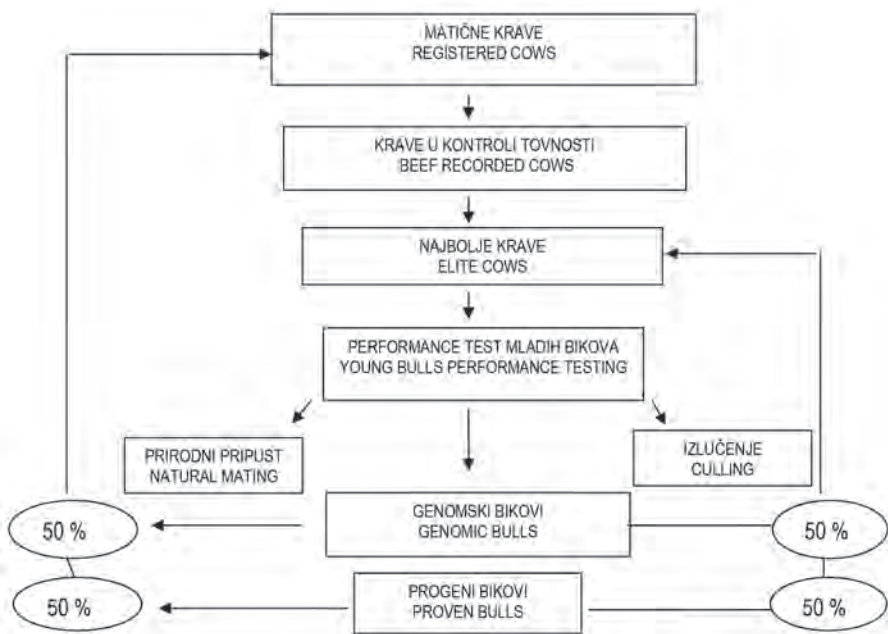 MATIČNE KRAVE
REGISTERED COWS
KRAVE U KONTROLI TOVNOSTI
BEEF RECORDED COWS
NAJBOLJE KRAVE
ELITE COWS
PERFORMANCE TEST MLADIH BIKOVA
YOUNG BULLS PERFORMANCE TESTING
PRIRODNI PRIPUST
NATURAL MATING
IZLUČENJE
CULLING
50 %
GENOMSKI BIKOVI
GENOMIC BULLS
50 %
50 %
PROGENI BIKOVI
PROVEN BULLS
50 %